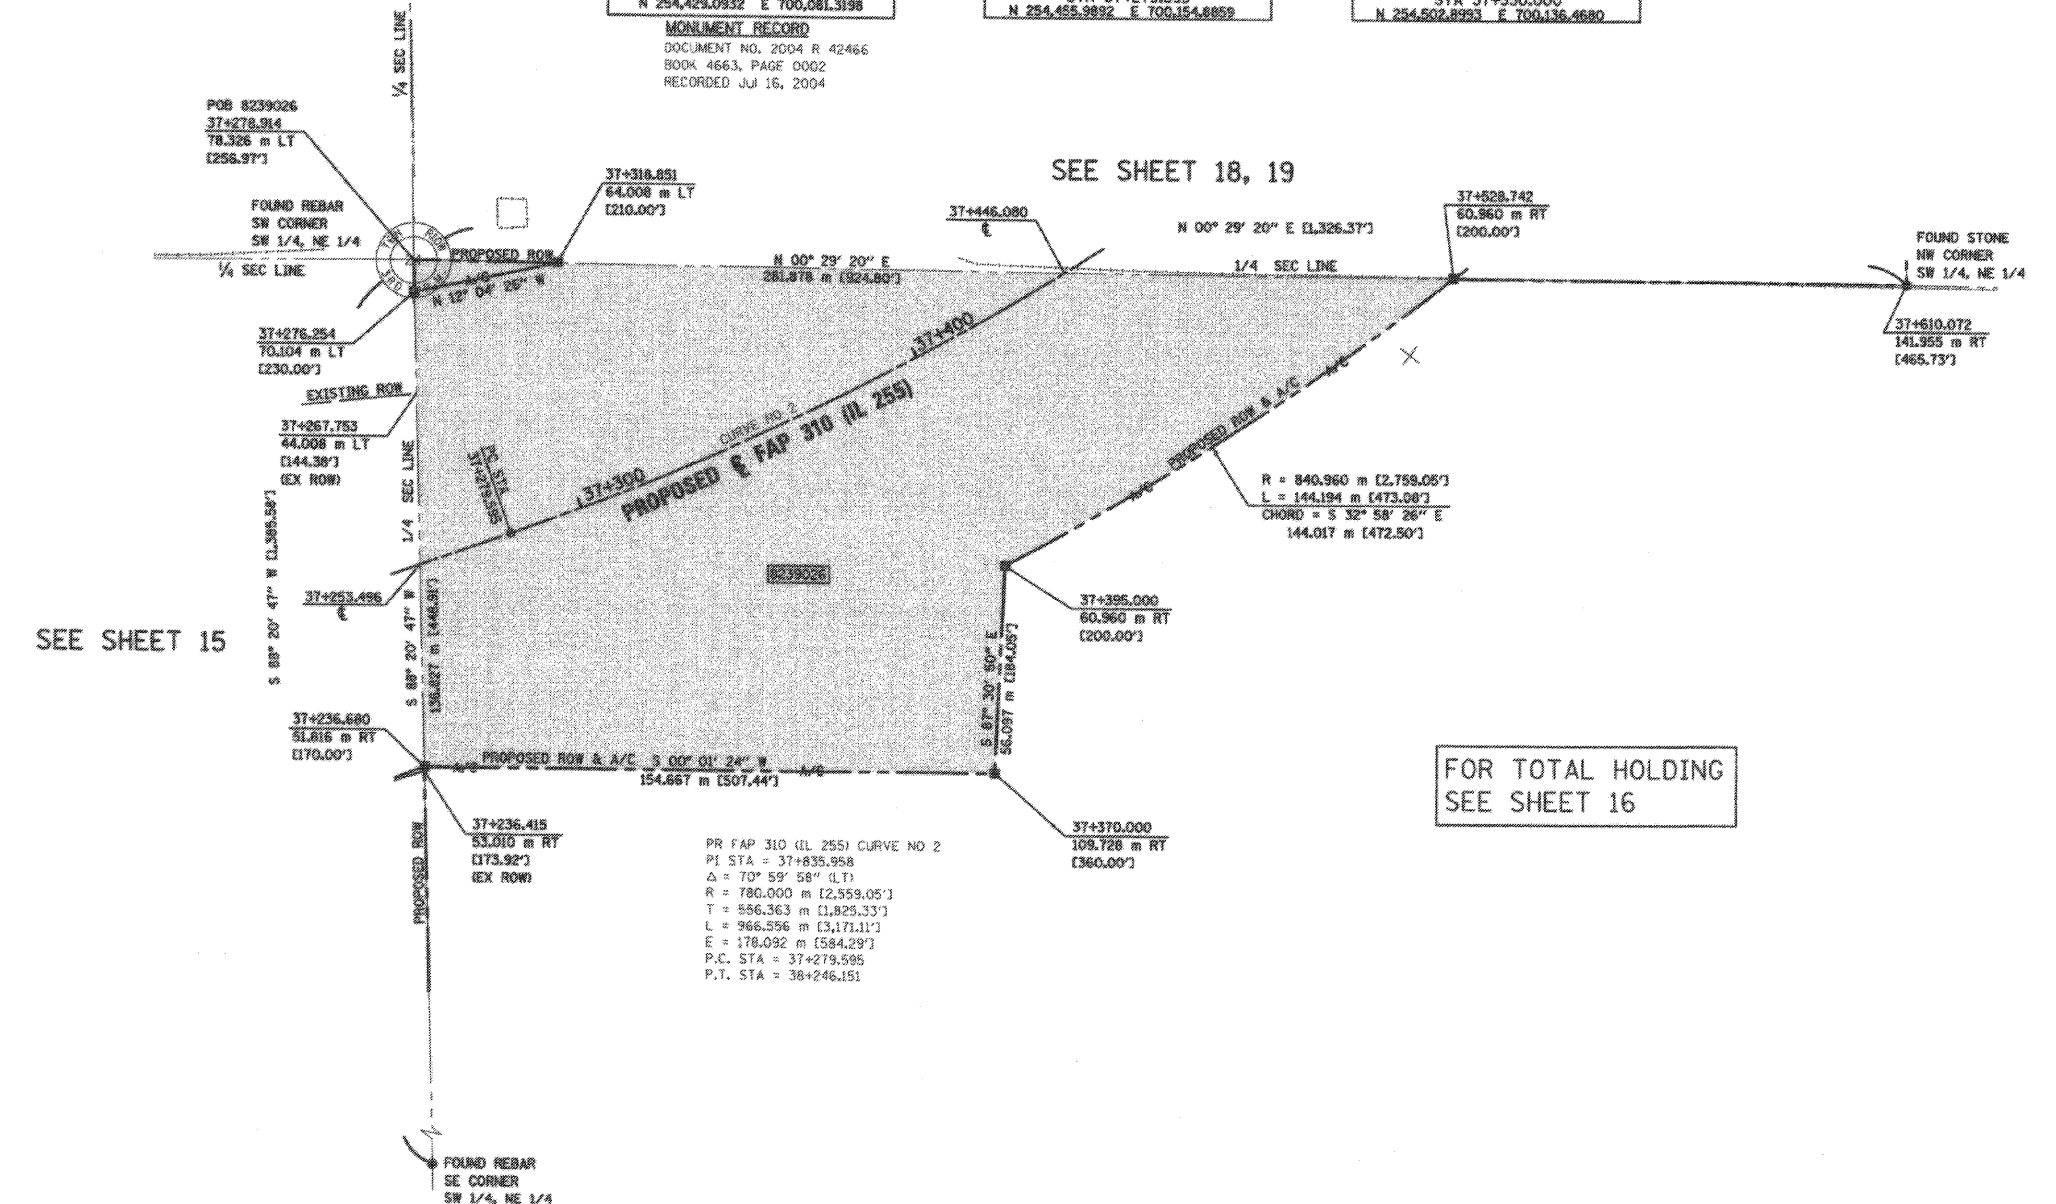 N 254,429.0932 E 700,081.3198
N 254,455.9892 E 700,154.8859
STA 37+350.000
N 254,502.8993 E 700,136.4680
MONUMENT RECORD
DOCUMENT NO. 2004 R 42466
BOOK 4663, PAGE 0002
RECORDED Jul 16, 2004
1/4 SEC LINE
POB 8239026
37+278.914
78.326 m LT
[256.97']
FOUND REBAR
SW CORNER
SW 1/4, NE 1/4
1/4 SEC LINE
37+318.851
64.008 m LT
[210.00']
SEE SHEET 18, 19
37+446.080
℄
N 00° 29' 20" E [1,326.37']
37+528.742
60.960 m RT
[200.00']
FOUND STONE
NW CORNER
SW 1/4, NE 1/4
PROPOSED ROW
A/C
N 12° 04' 25" W
N 00° 29' 20" E
281.878 m [924.80']
1/4 SEC LINE
37+276.254
70.104 m LT
[230.00']
37+610.072
141.955 m RT
[465.73']
EXISTING ROW
37+267.753
44.008 m LT
[144.38']
(EX ROW)
1/4 SEC LINE
P.C. STA
37+279.595
37+300
37+400
CURVE NO. 2
PROPOSED ℄ FAP 310 (IL 255)
A/C
PROPOSED ROW & A/C
A/C
R = 840.960 m [2,759.05']
L = 144.194 m [473.08']
CHORD = S 32° 58' 26" E
144.017 m [472.50']
S 88° 20' 47" W [1,385.58']
8239026
37+253.496
℄
37+395.000
60.960 m RT
[200.00']
SEE SHEET 15
S 88° 20' 47" W
136.827 m [448.91']
S 87° 30' 50" E
56.097 m [184.05']
37+236.680
51.816 m RT
[170.00']
A/C
PROPOSED ROW & A/C S 00° 01' 24" W
A/C
154.667 m [507.44']
FOR TOTAL HOLDING
SEE SHEET 16
37+236.415
53.010 m RT
[173.92']
(EX ROW)
PROPOSED ROW
37+370.000
109.728 m RT
[360.00']
PR FAP 310 (IL 255) CURVE NO 2
PI STA = 37+835.958
Δ = 70° 59' 58" (LT)
R = 780.000 m [2,559.05']
T = 556.363 m [1,825.33']
L = 966.556 m [3,171.11']
E = 178.092 m [584.29']
P.C. STA = 37+279.595
P.T. STA = 38+246.151
FOUND REBAR
SE CORNER
SW 1/4, NE 1/4